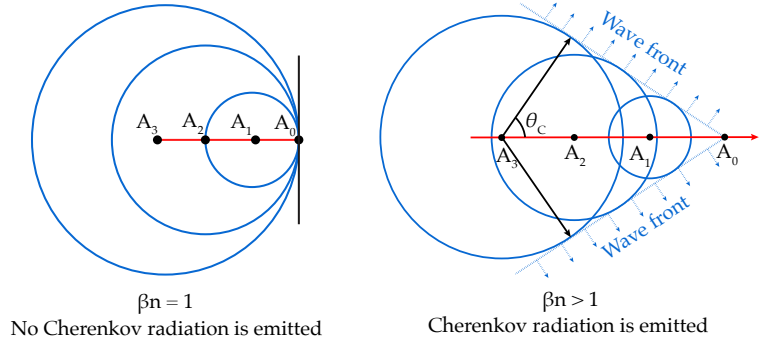 A₃
A₂
A₁
A₀
βn = 1
No Cherenkov radiation is emitted
Wave front
θ_C
A₃
A₂
A₁
A₀
Wave front
βn > 1
Cherenkov radiation is emitted